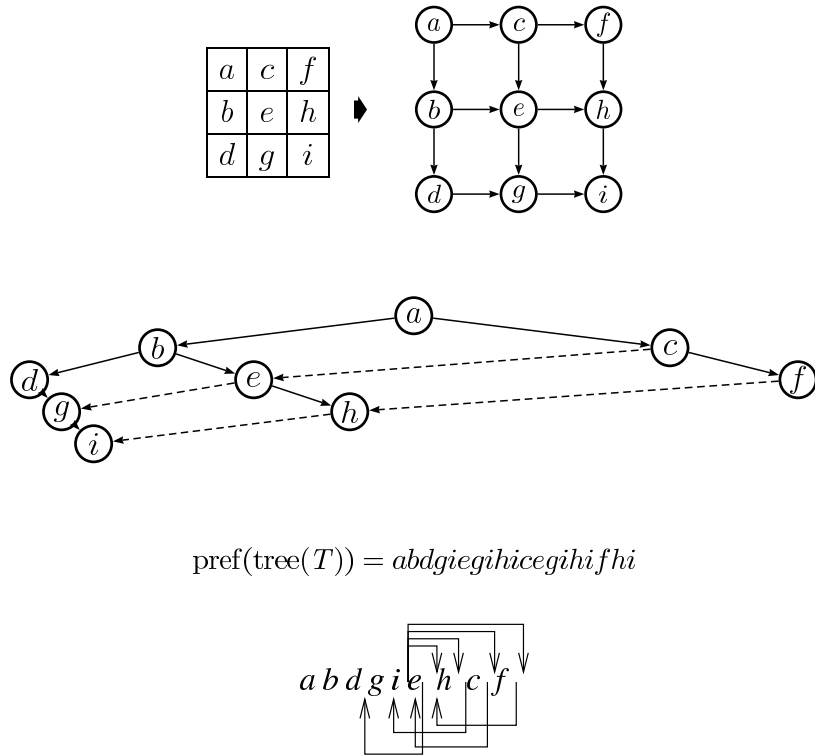 a c f
a c f
b e h
b e h
d g i
d g i
a
b c
d e f
g h
i
pref(tree(T)) = abdgiegihicegihifhi
a b d g i e h c f